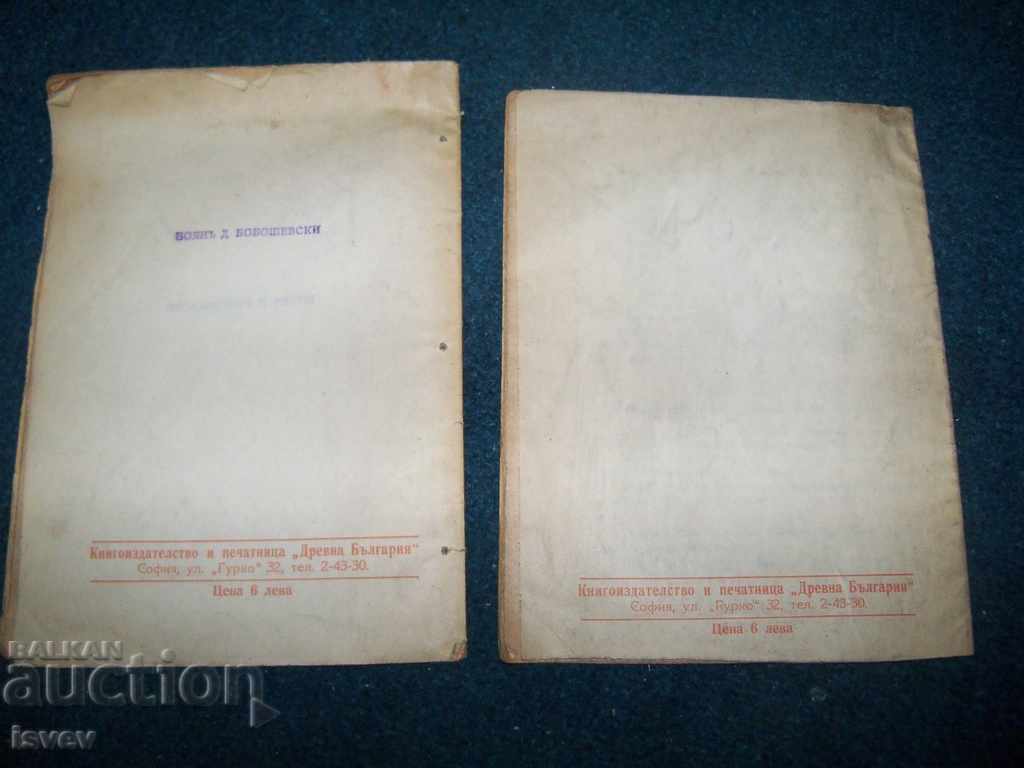 БОЯНЪ Д БОБОШЕВСКИ
Книгоиздателство и печатница „Древна България"
София, ул. „Гурко" 32, тел. 2-43-30.
Цена 6 лева
Книгоиздателство и печатница „Древна България"
София, ул. „Гурко" 32, тел. 2-43-30.
Цена 6 лева
BALKAN
auction
isvev